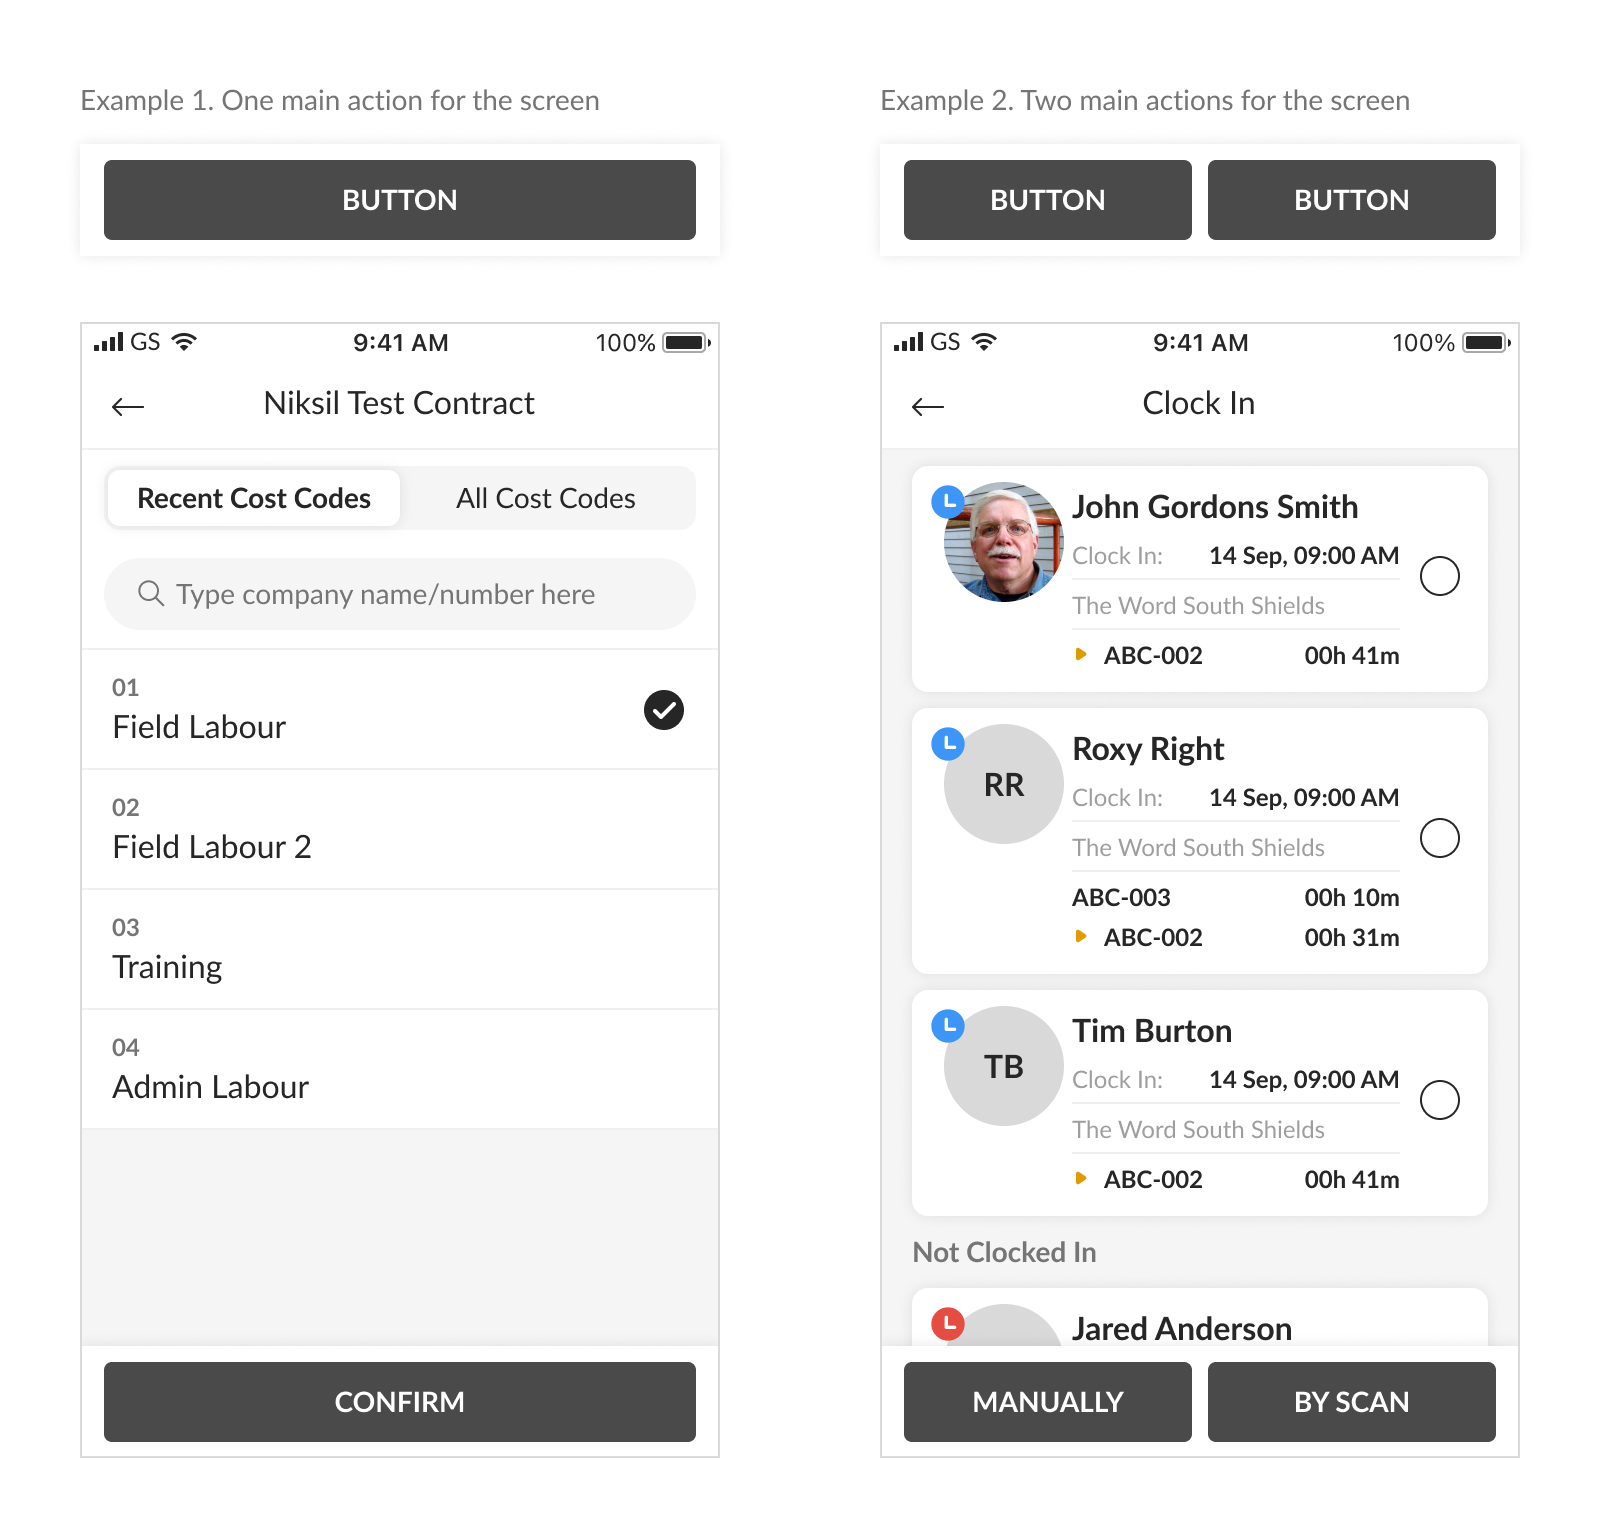 Example 1. One main action for the screen
BUTTON
GS 9:41 AM 100%
Niksil Test Contract
Recent Cost Codes All Cost Codes
Type company name/number here
01
Field Labour
02
Field Labour 2
03
Training
04
Admin Labour
CONFIRM
Example 2. Two main actions for the screen
BUTTON BUTTON
GS 9:41 AM 100%
Clock In
John Gordons Smith
Clock In: 14 Sep, 09:00 AM
The Word South Shields
ABC-002 00h 41m
RR
Roxy Right
Clock In: 14 Sep, 09:00 AM
The Word South Shields
ABC-003 00h 10m
ABC-002 00h 31m
TB
Tim Burton
Clock In: 14 Sep, 09:00 AM
The Word South Shields
ABC-002 00h 41m
Not Clocked In
Jared Anderson
MANUALLY BY SCAN